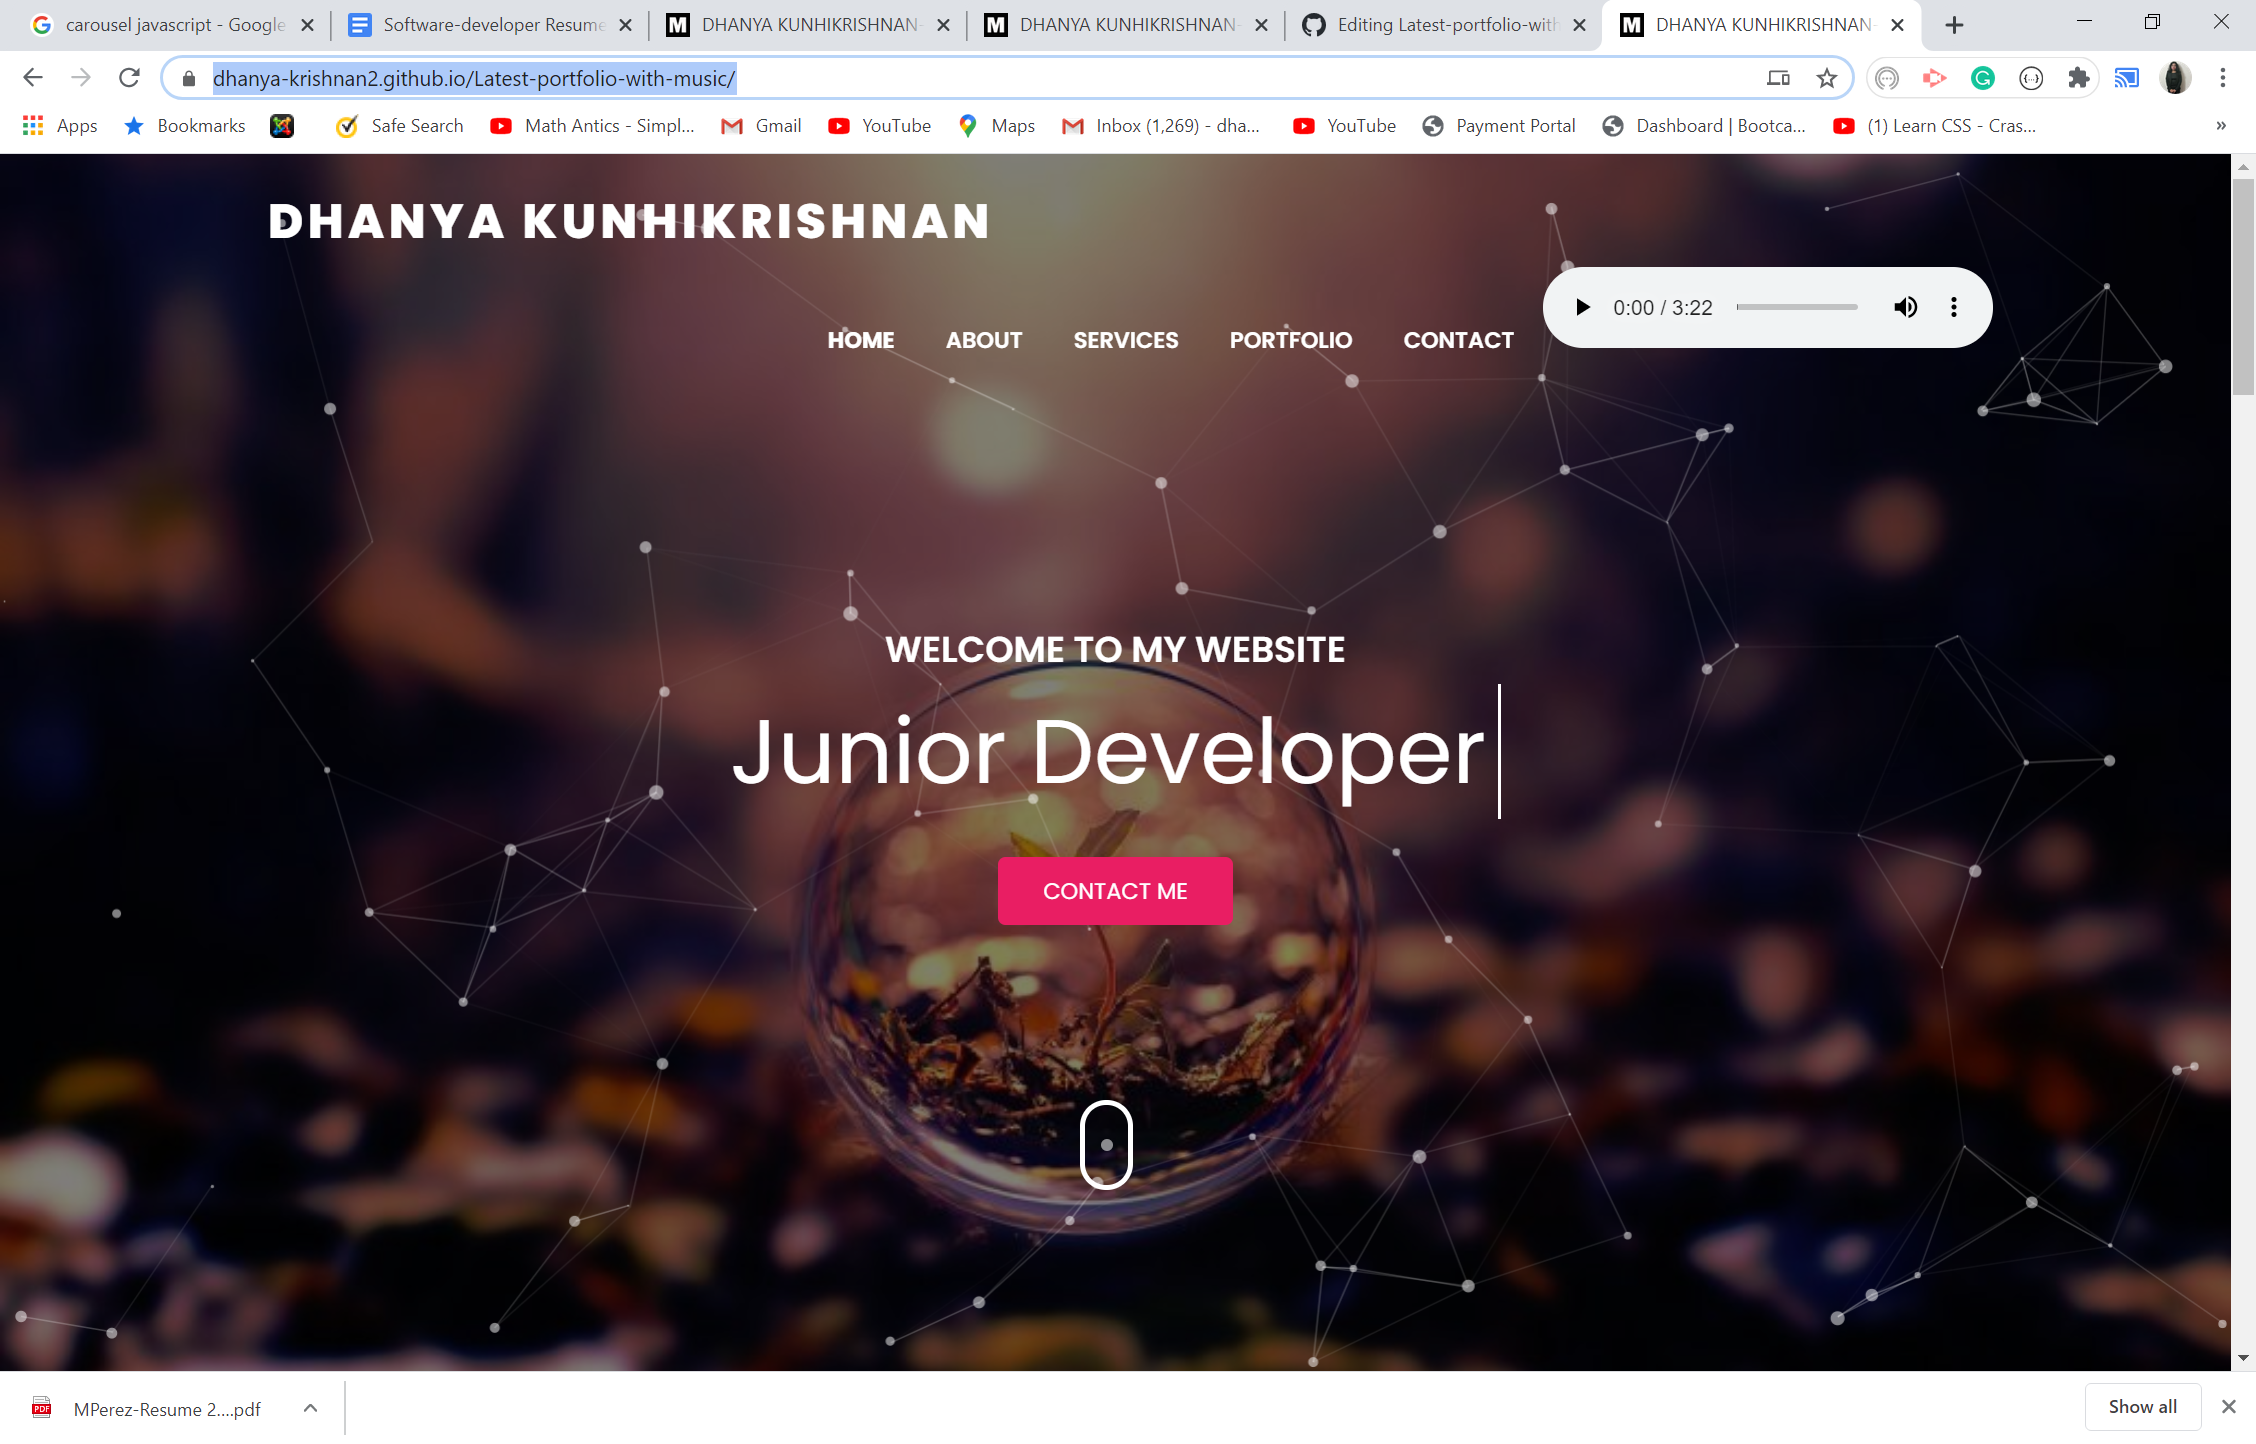 carousel javascript - Google
Software-developer Resume
DHANYA KUNHIKRISHNAN-
DHANYA KUNHIKRISHNAN-
Editing Latest-portfolio-with
DHANYA KUNHIKRISHNAN-
dhanya-krishnan2.github.io/Latest-portfolio-with-music/
Apps
Bookmarks
Safe Search
Math Antics - Simpl...
Gmail
YouTube
Maps
Inbox (1,269) - dha...
YouTube
Payment Portal
Dashboard | Bootca...
(1) Learn CSS - Cras...
»
DHANYA KUNHIKRISHNAN
0:00 / 3:22
HOME ABOUT SERVICES PORTFOLIO CONTACT
WELCOME TO MY WEBSITE
Junior Developer
CONTACT ME
MPerez-Resume 2....pdf
Show all